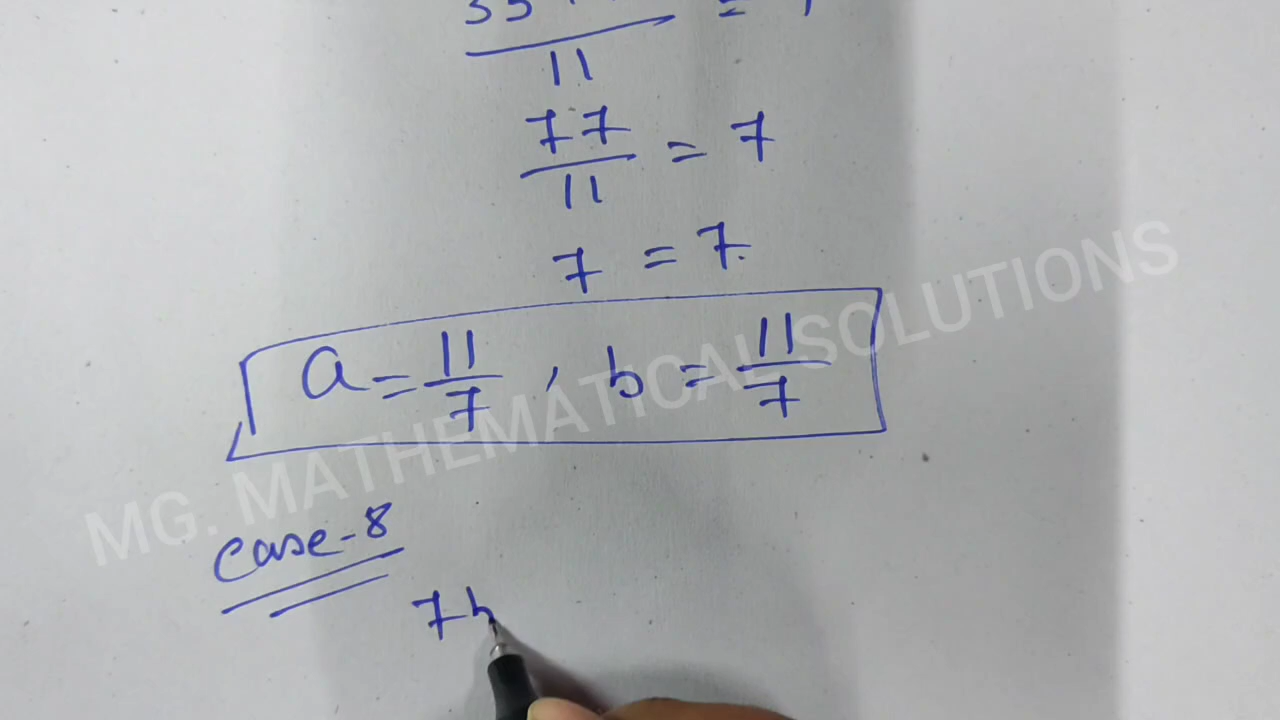 11
77
11
= 7
7 = 7.
a = 11/7 , b = 11/7
MG. MATHEMATICAL SOLUTIONS
case-8
7b